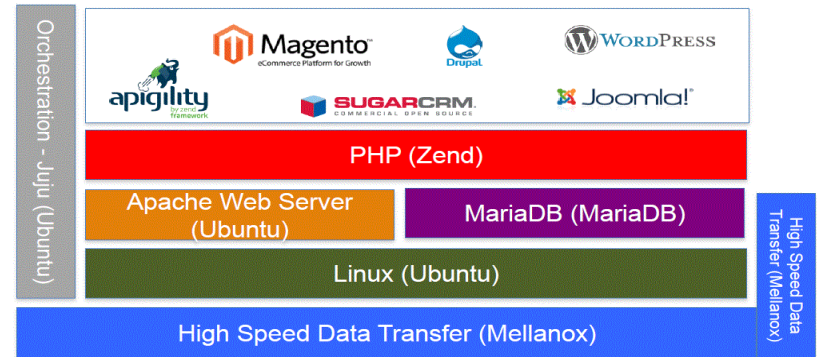 Orchestration - Juju (Ubuntu)
Magento™
eCommerce Platform for Growth
Drupal
WORDPRESS
apigility
by zend
framework
SUGARCRM.
COMMERCIAL OPEN SOURCE
Joomla!®
PHP (Zend)
Apache Web Server
(Ubuntu)
MariaDB (MariaDB)
Linux (Ubuntu)
High Speed Data
Transfer (Mellanox)
High Speed Data Transfer (Mellanox)